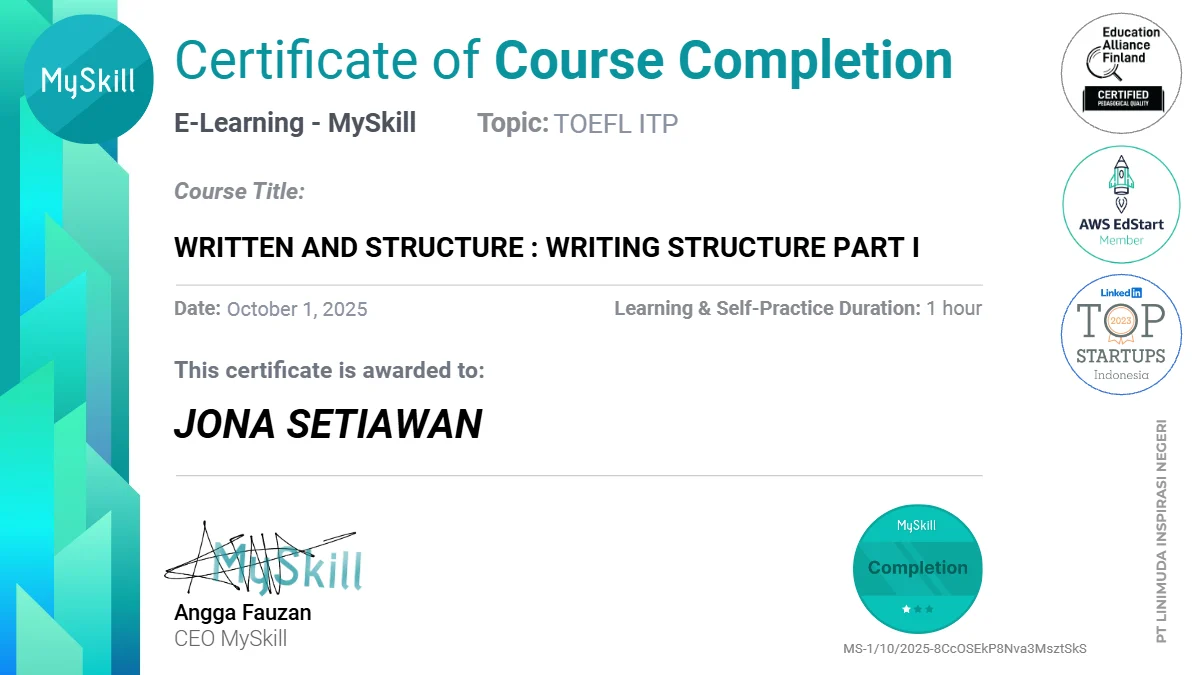 MySkill
Certificate of Course Completion
E-Learning - MySkill
Topic: TOEFL ITP
Course Title:
WRITTEN AND STRUCTURE : WRITING STRUCTURE PART I
Date: October 1, 2025
Learning & Self-Practice Duration: 1 hour
This certificate is awarded to:
JONA SETIAWAN
MySkill
Angga Fauzan
CEO MySkill
MySkill
Completion
MS-1/10/2025-8CcOSEkP8Nva3MsztSkS
Education
Alliance
Finland
CERTIFIED
PEDAGOGICAL QUALITY
AWS EdStart
Member
LinkedIn
TOP
2023
STARTUPS
Indonesia
PT LINIMUDA INSPIRASI NEGERI